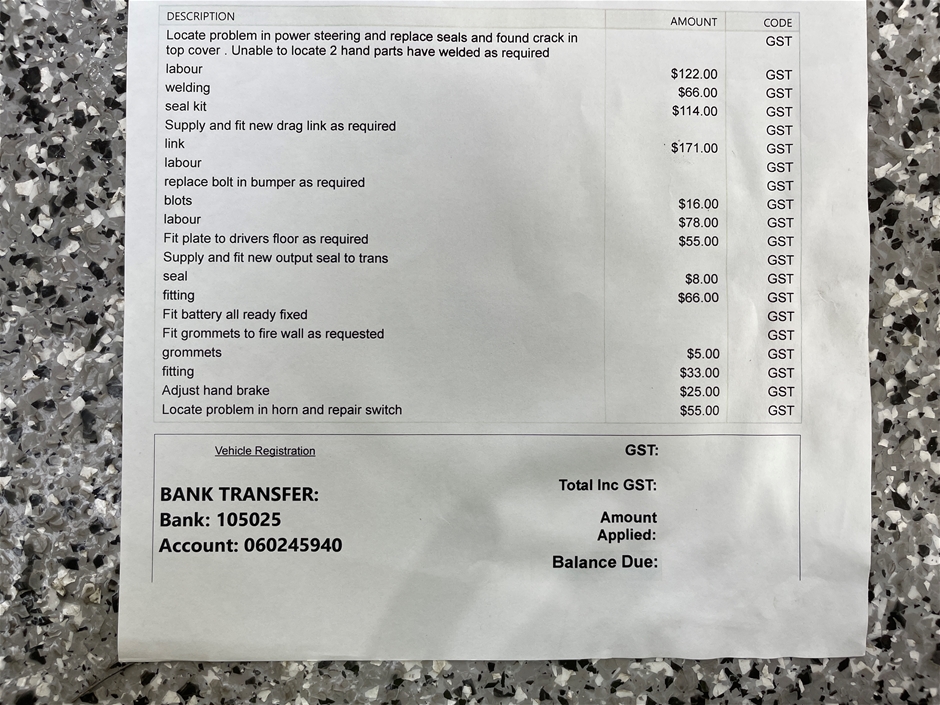 DESCRIPTION AMOUNT CODE
Locate problem in power steering and replace seals and found crack in GST
top cover . Unable to locate 2 hand parts have welded as required
labour $122.00 GST
welding $66.00 GST
seal kit $114.00 GST
Supply and fit new drag link as required GST
link $171.00 GST
labour GST
replace bolt in bumper as required GST
blots $16.00 GST
labour $78.00 GST
Fit plate to drivers floor as required $55.00 GST
Supply and fit new output seal to trans GST
seal $8.00 GST
fitting $66.00 GST
Fit battery all ready fixed GST
Fit grommets to fire wall as requested GST
grommets $5.00 GST
fitting $33.00 GST
Adjust hand brake $25.00 GST
Locate problem in horn and repair switch $55.00 GST
Vehicle Registration GST:
Total Inc GST:
BANK TRANSFER:
Bank: 105025
Amount
Applied:
Account: 060245940
Balance Due: